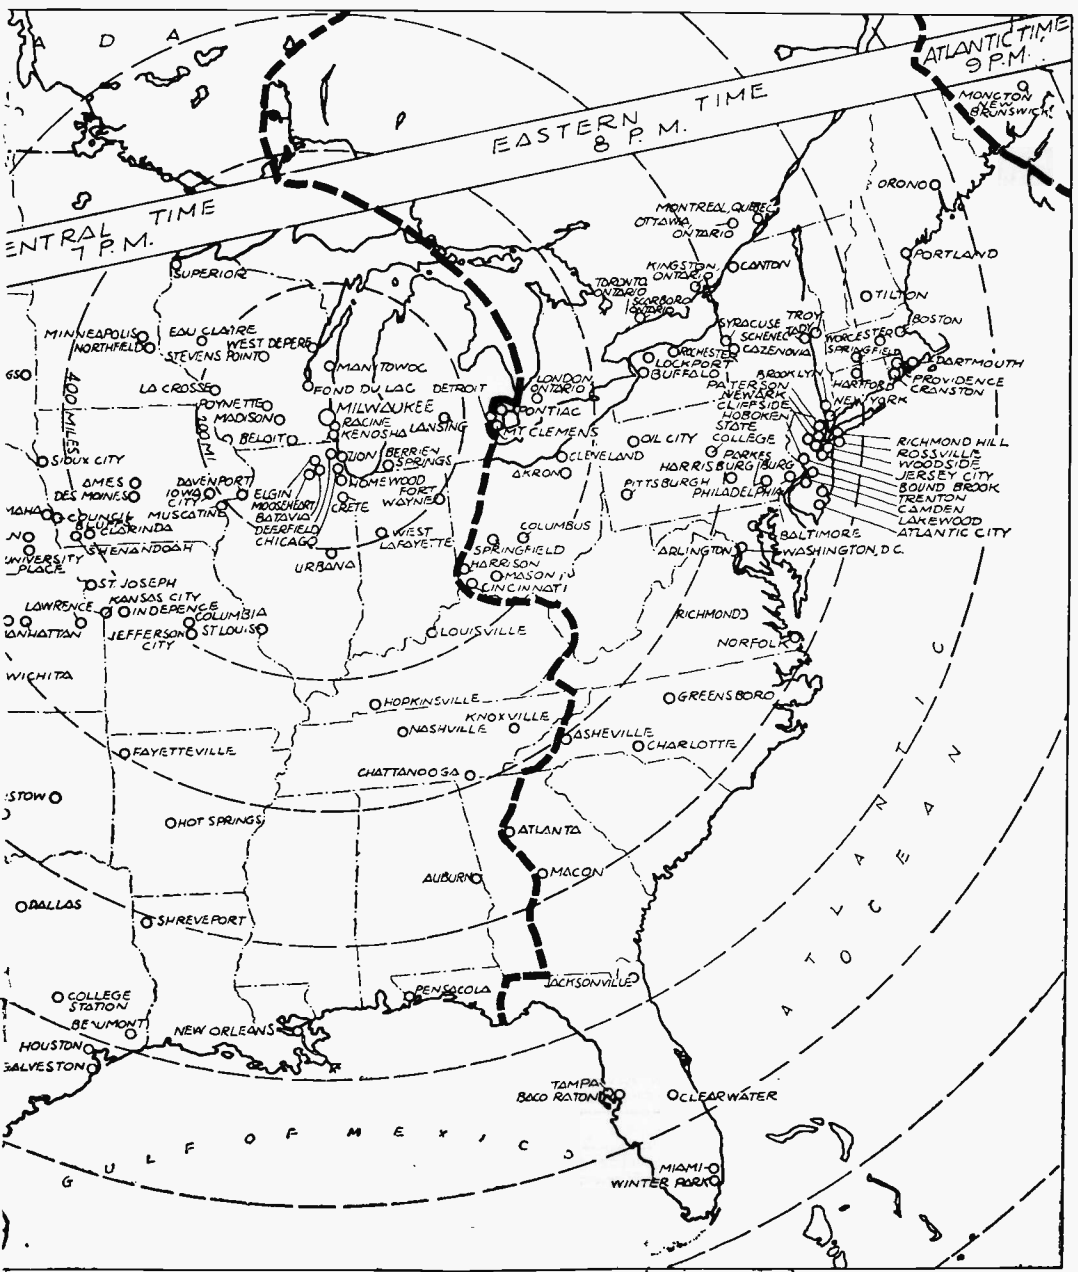 A D A
ATLANTIC TIME
9 P.M.
EASTERN TIME
8 P.M.
ENTRAL TIME
7 P.M.
MONCTON
NEW
BRUNSWICK
ORONO
MONTREAL, QUEBEC
OTTAWA
ONTARIO
PORTLAND
KINGSTON
ONTARIO
CANTON
TORONTO
ONTARIO
SCARBORO
ONTARIO
TILTON
SUPERIOR
MINNEAPOLIS
NORTHFIELD
EAU CLAIRE
WEST DEPERE
STEVENS POINT
MANITOWOC
FOND DU LAC
LA CROSSE
POYNETTE
MADISON
BELOIT
MILWAUKEE
RACINE
KENOSHA
LANSING
DETROIT
PONTIAC
MT CLEMENS
LONDON
ONTARIO
SYRACUSE
TROY
SCHENECTADY
CAZENOVIA
ROCHESTER
LOCKPORT
BUFFALO
WORCESTER
BOSTON
SPRINGFIELD
DARTMOUTH
PROVIDENCE
CRANSTON
BROOKLYN
HARTFORD
NEW YORK
PATERSON
NEWARK
CLIFFSIDE
HOBOKEN
STATE
COLLEGE
RICHMOND HILL
ROSSVILLE
WOODSIDE
JERSEY CITY
BOUND BROOK
TRENTON
CAMDEN
LAKEWOOD
ATLANTIC CITY
GS
400 MILES
200 MI
SIOUX CITY
AMES
DES MOINES
DAVENPORT
IOWA
CITY
MUSCATINE
ELGIN
MOOSEHEART
BATAVIA
DEERFIELD
CHICAGO
ZION
BERRIEN
SPRINGS
HOMEWOOD
CRETE
FORT
WAYNE
OIL CITY
CLEVELAND
AKRON
PITTSBURGH
HARRISBURG
PARKESBURG
PHILADELPHIA
MAHA
COUNCIL
BLUFFS
CLARINDA
SHENANDOAH
N
UNIVERSITY
PLACE
URBANA
WEST
LAFAYETTE
COLUMBUS
SPRINGFIELD
HARRISON
MASON
CINCINNATI
BALTIMORE
ARLINGTON
WASHINGTON, D.C.
ST. JOSEPH
KANSAS CITY
LAWRENCE
INDEPENCE
COLUMBIA
ANHATTAN
JEFFERSON
CITY
ST LOUIS
LOUISVILLE
RICHMOND
NORFOLK
WICHITA
HOPKINSVILLE
NASHVILLE
KNOXVILLE
GREENSBORO
ASHEVILLE
CHARLOTTE
FAYETTEVILLE
CHATTANOOGA
STOW
HOT SPRINGS
ATLANTA
AUBURN
MACON
DALLAS
SHREVEPORT
ATLANTIC
OCEAN
COLLEGE
STATION
BEAUMONT
HOUSTON
GALVESTON
NEW ORLEANS
PENSACOLA
JACKSONVILLE
TAMPA
BACO RATON
CLEARWATER
MIAMI
WINTER PARK
GULF OF MEXICO